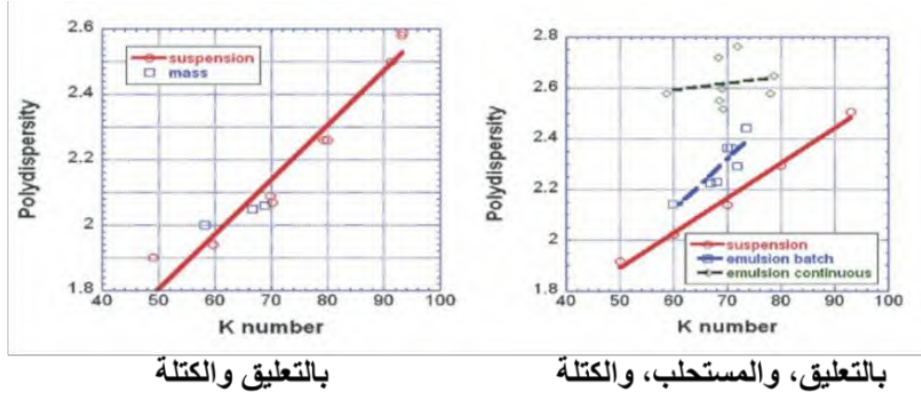 2.6
2.4
2.2
2
1.8
40 50 60 70 80 90 100
Polydispersity
K number
suspension
mass
2.8
2.6
2.4
2.2
2
1.8
40 50 60 70 80 90 100
Polydispersity
K number
suspension
emulsion batch
emulsion continuous
بالتعليق والكتلة
بالتعليق، والمستحلب، والكتلة